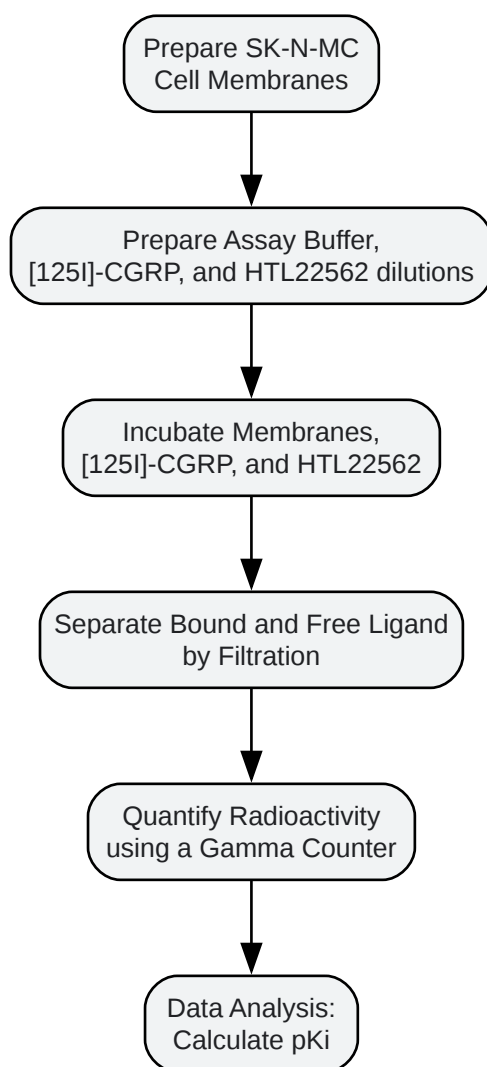 Prepare SK-N-MC
Cell Membranes
Prepare Assay Buffer,
[125I]-CGRP, and HTL22562 dilutions
Incubate Membranes,
[125I]-CGRP, and HTL22562
Separate Bound and Free Ligand
by Filtration
Quantify Radioactivity
using a Gamma Counter
Data Analysis:
Calculate pKi